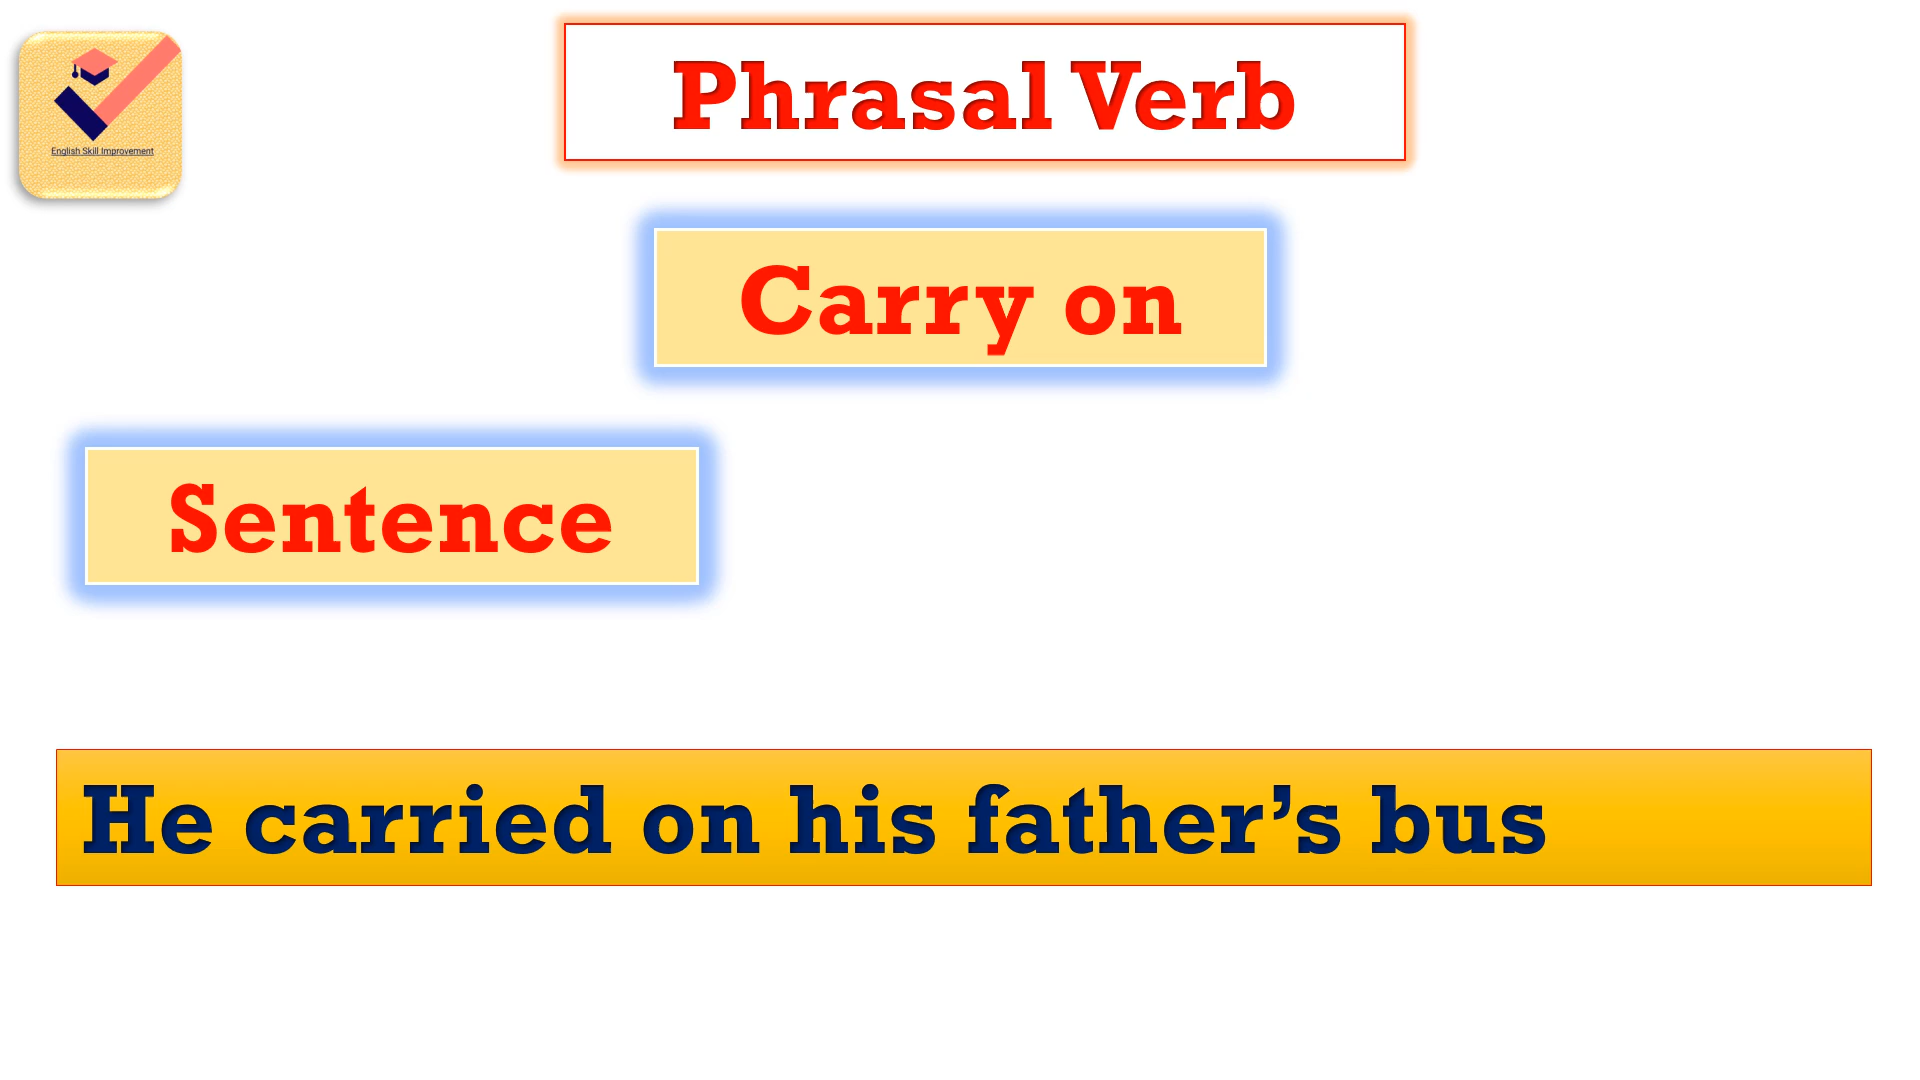 English Skill Improvement
Phrasal Verb
Carry on
Sentence
He carried on his father’s bus